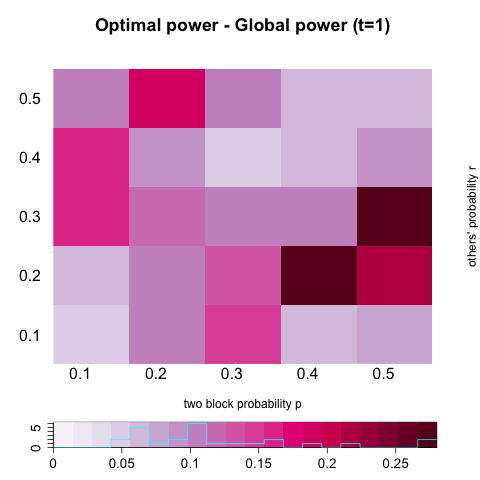 Optimal power - Global power (t=1)
0.5
0.4
0.3
0.2
0.1
others' probability r
0.1 0.2 0.3 0.4 0.5
two block probability p
0 5
0 0.05 0.1 0.15 0.2 0.25